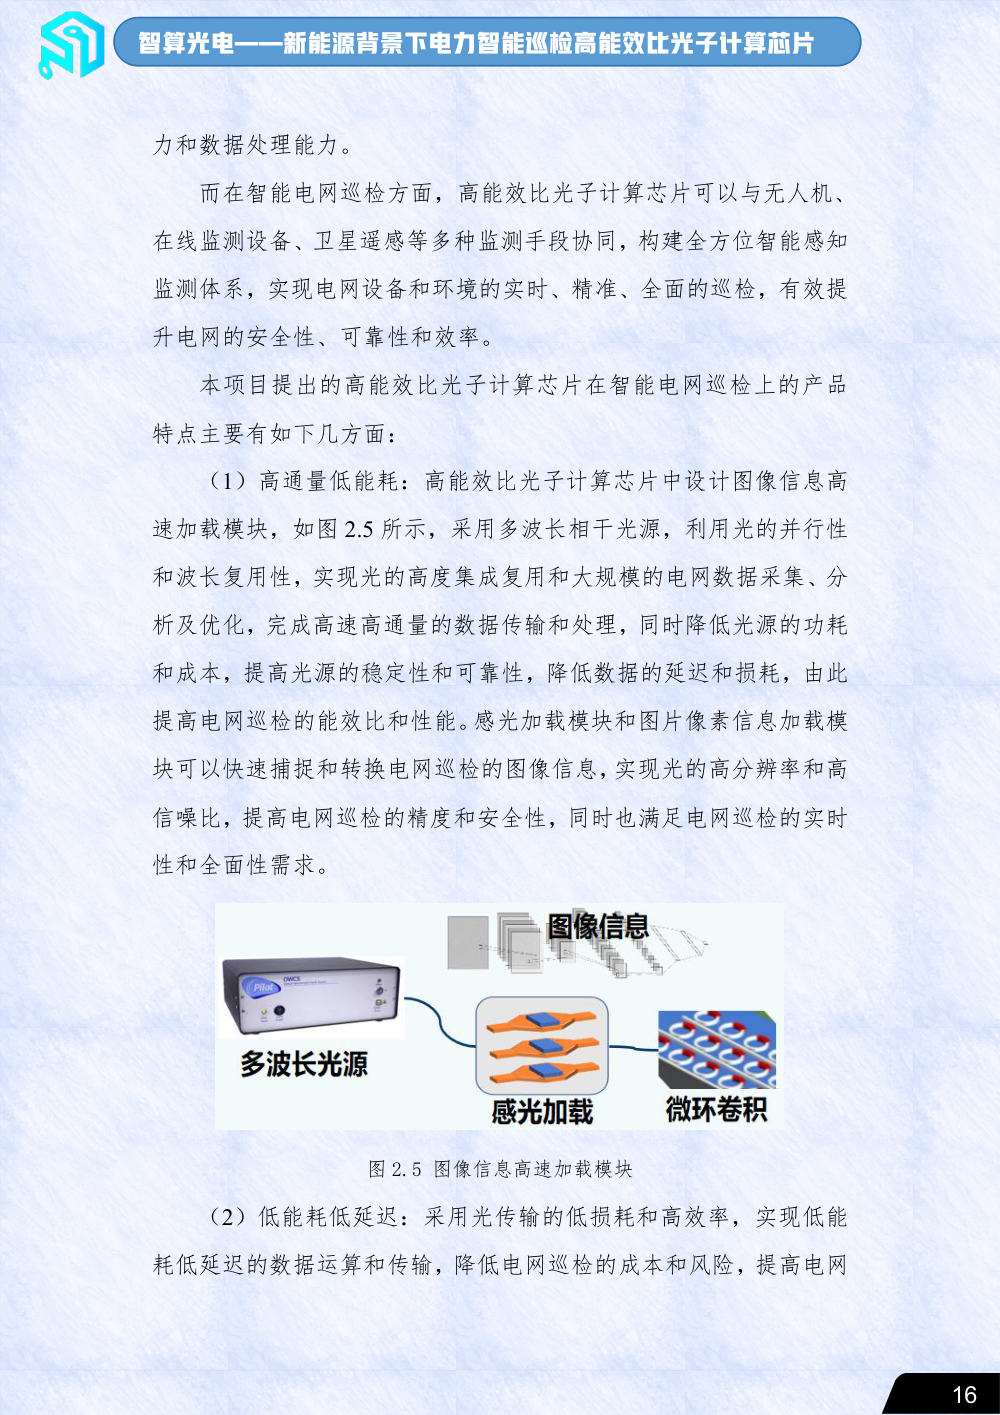 智算光电——新能源背景下电力智能巡检高能效比光子计算芯片
力和数据处理能力。
而在智能电网巡检方面，高能效比光子计算芯片可以与无人机、
在线监测设备、卫星遥感等多种监测手段协同，构建全方位智能感知
监测体系，实现电网设备和环境的实时、精准、全面的巡检，有效提
升电网的安全性、可靠性和效率。
本项目提出的高能效比光子计算芯片在智能电网巡检上的产品
特点主要有如下几方面：
（1）高通量低能耗：高能效比光子计算芯片中设计图像信息高
速加载模块，如图 2.5 所示，采用多波长相干光源，利用光的并行性
和波长复用性，实现光的高度集成复用和大规模的电网数据采集、分
析及优化，完成高速高通量的数据传输和处理，同时降低光源的功耗
和成本，提高光源的稳定性和可靠性，降低数据的延迟和损耗，由此
提高电网巡检的能效比和性能。感光加载模块和图片像素信息加载模
块可以快速捕捉和转换电网巡检的图像信息，实现光的高分辨率和高
信噪比，提高电网巡检的精度和安全性，同时也满足电网巡检的实时
性和全面性需求。
图像信息
Pilot
OWCS
多波长光源
感光加载
微环卷积
图 2.5 图像信息高速加载模块
（2）低能耗低延迟：采用光传输的低损耗和高效率，实现低能
耗低延迟的数据运算和传输，降低电网巡检的成本和风险，提高电网
16